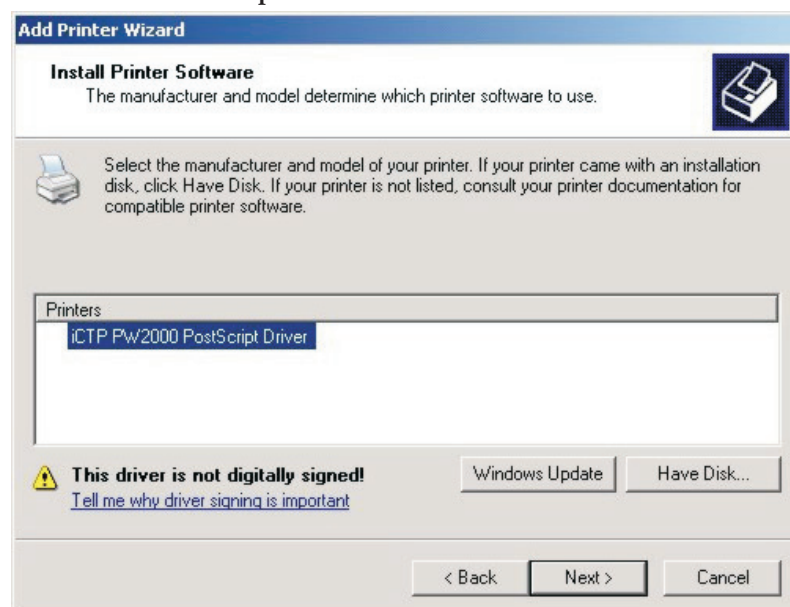 Add Printer Wizard
Install Printer Software
The manufacturer and model determine which printer software to use.
Select the manufacturer and model of your printer. If your printer came with an installation
disk, click Have Disk. If your printer is not listed, consult your printer documentation for
compatible printer software.
Printers
iCTP PW2000 PostScript Driver
This driver is not digitally signed!
Windows Update
Have Disk...
Tell me why driver signing is important
< Back
Next >
Cancel